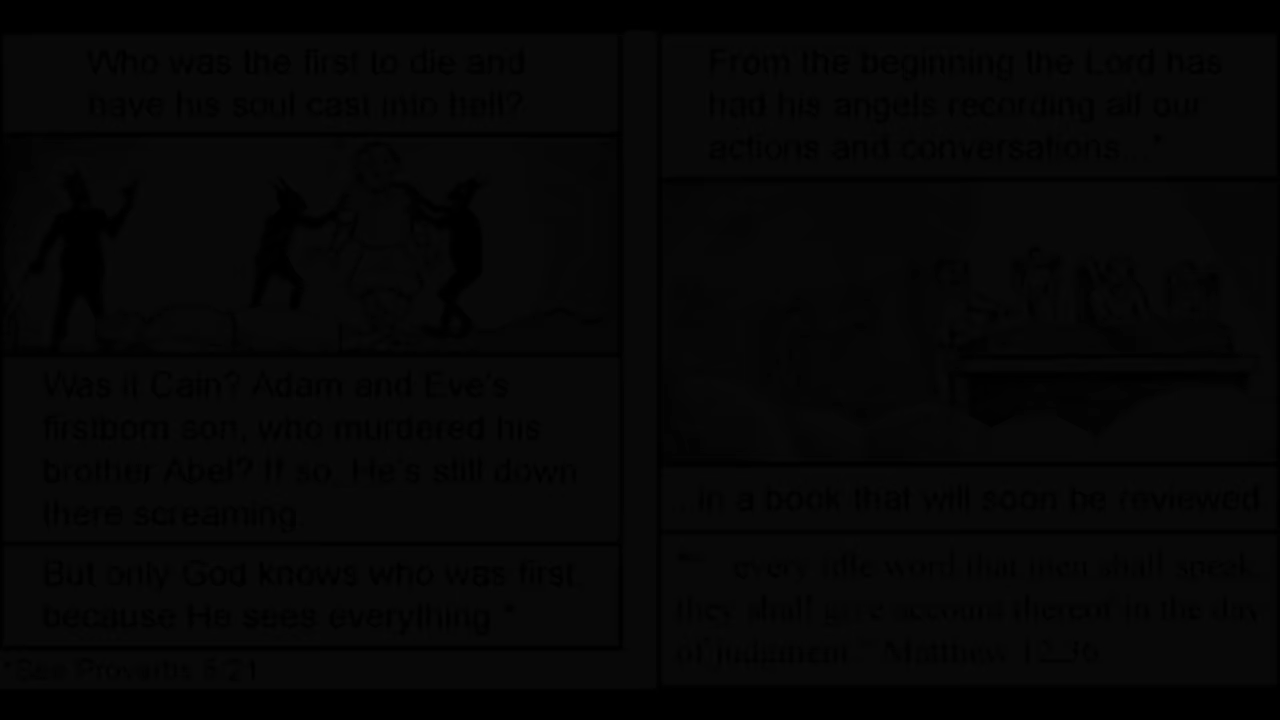 Who was the first to die and
have his soul cast into hell?
Was it Cain? Adam and Eve's
firstborn son, who murdered his
brother Abel? If so, He's still down
there screaming.
But only God knows who was first,
because He sees everything.*
*See Proverbs 5:21
From the beginning the Lord has
had his angels recording all our
actions and conversations...*
...in a book that will soon be reviewed.
*"...every idle word that men shall speak,
they shall give account thereof in the day
of judgment." Matthew 12:36